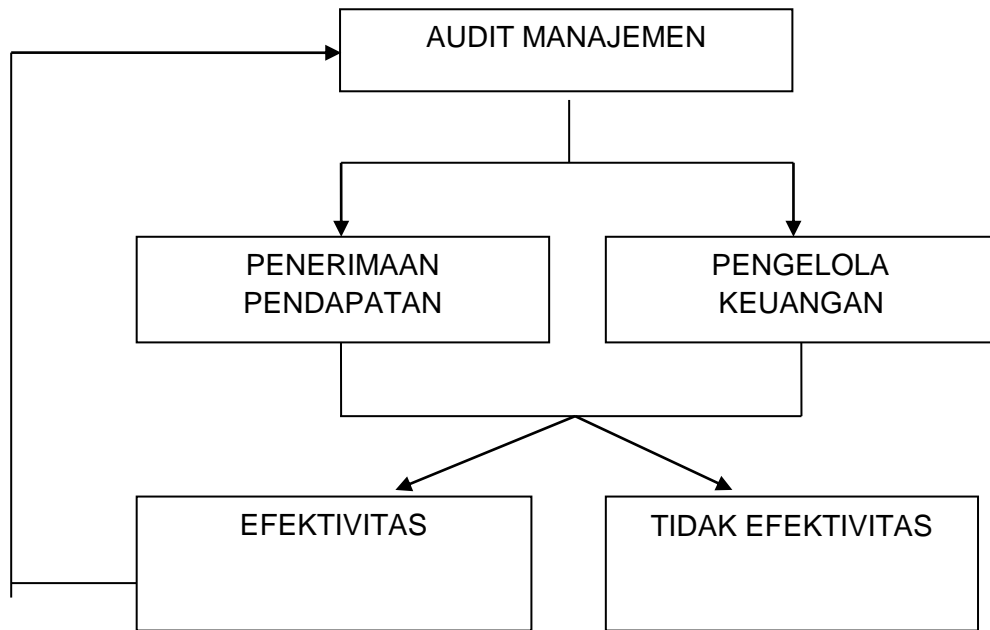 AUDIT MANAJEMEN
PENERIMAAN
PENDAPATAN
PENGELOLA
KEUANGAN
EFEKTIVITAS
TIDAK EFEKTIVITAS